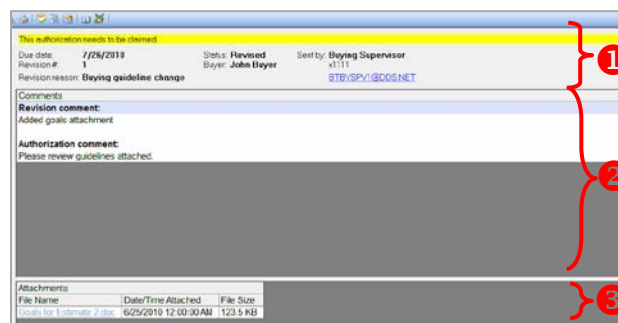 This authorization needs to be claimed
Due date: 7/26/2010 Status: Revised Sent by: Buying Supervisor
Revision #: 1 Buyer: John Buyer x1111
Revision reason: Buying guideline change BTBYSPV1@DDS.NET
1
Comments
Revision comment:
Added goals attachment
Authorization comment:
Please review guidelines attached.
2
Attachments
File Name Date/Time Attached File Size
Goals for Estimate 2.doc 6/25/2010 12:00:00 AM 123.5 KB
3